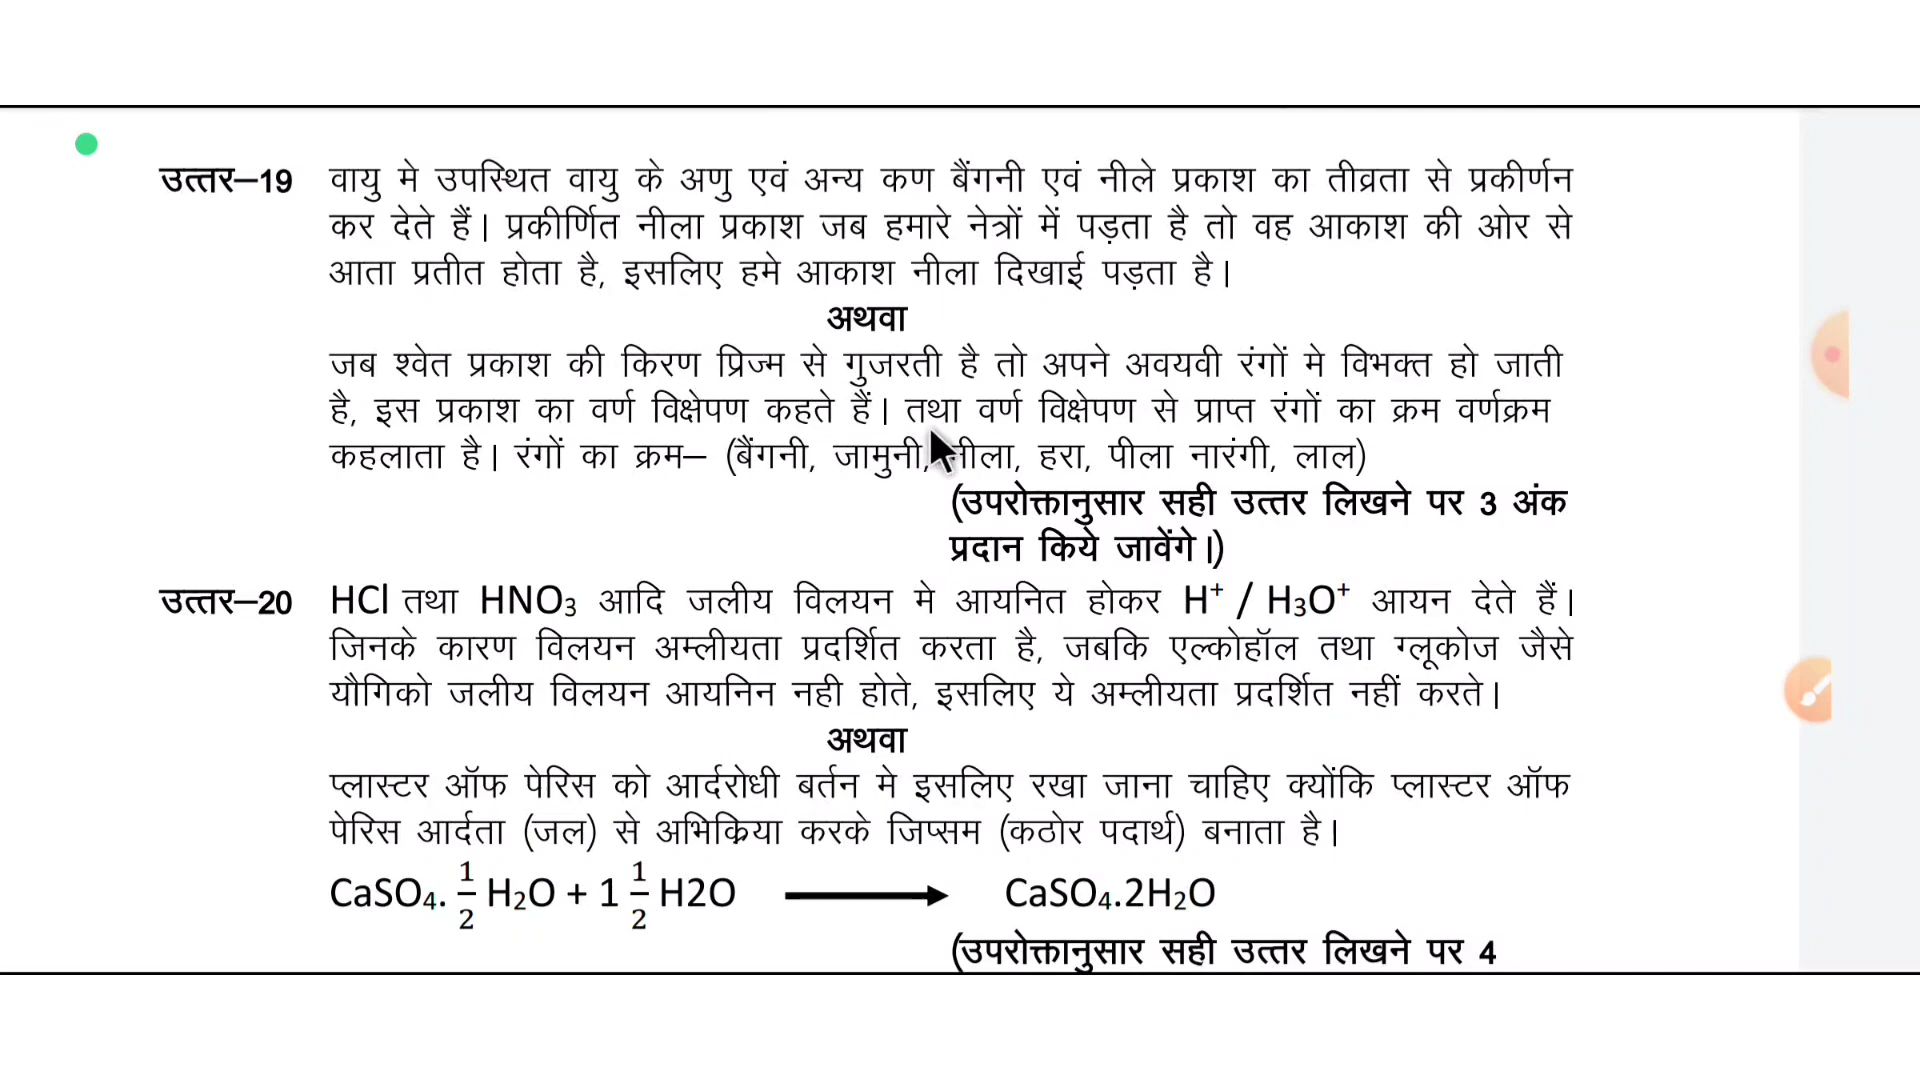 उत्तर–19 वायु मे उपस्थित वायु के अणु एवं अन्य कण बैंगनी एवं नीले प्रकाश का तीव्रता से प्रकीर्णन
कर देते हैं। प्रकीर्णित नीला प्रकाश जब हमारे नेत्रों में पड़ता है तो वह आकाश की ओर से
आता प्रतीत होता है, इसलिए हमे आकाश नीला दिखाई पड़ता है।
अथवा
जब श्वेत प्रकाश की किरण प्रिज्म से गुजरती है तो अपने अवयवी रंगों मे विभक्त हो जाती
है, इस प्रकाश का वर्ण विक्षेपण कहते हैं। तथा वर्ण विक्षेपण से प्राप्त रंगों का क्रम वर्णक्रम
कहलाता है। रंगों का क्रम– (बैंगनी, जामुनी, नीला, हरा, पीला नारंगी, लाल)
(उपरोक्तानुसार सही उत्तर लिखने पर 3 अंक
प्रदान किये जावेंगे।)
उत्तर–20 HCl तथा HNO₃ आदि जलीय विलयन मे आयनित होकर H⁺ / H₃O⁺ आयन देते हैं।
जिनके कारण विलयन अम्लीयता प्रदर्शित करता है, जबकि एल्कोहॉल तथा ग्लूकोज जैसे
यौगिको जलीय विलयन आयनिन नही होते, इसलिए ये अम्लीयता प्रदर्शित नहीं करते।
अथवा
प्लास्टर ऑफ पेरिस को आर्दरोधी बर्तन मे इसलिए रखा जाना चाहिए क्योंकि प्लास्टर ऑफ
पेरिस आर्दता (जल) से अभिक्रिया करके जिप्सम (कठोर पदार्थ) बनाता है।
CaSO₄. 1/2 H₂O + 1 1/2 H2O ⟶ CaSO₄.2H₂O
(उपरोक्तानुसार सही उत्तर लिखने पर 4